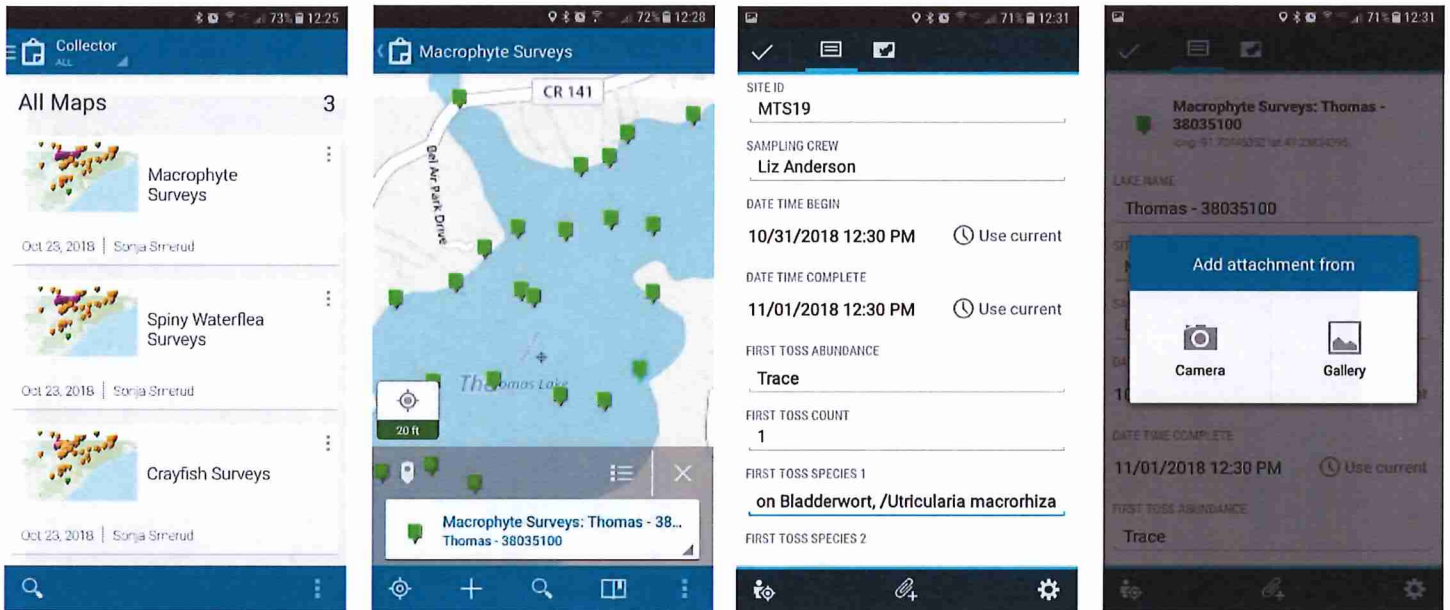 73% 12:25
Collector
ALL
All Maps 3
Macrophyte
Surveys
Oct 23, 2018 | Sonja Smerud
Spiny Waterflea
Surveys
Oct 23, 2018 | Sonja Smerud
Crayfish Surveys
Oct 23, 2018 | Sonja Smerud
72% 12:28
Macrophyte Surveys
CR 141
Bel Air Park Drive
Thomas Lake
20 ft
Macrophyte Surveys: Thomas - 38...
Thomas - 38035100
71% 12:31
SITE ID
MTS19
SAMPLING CREW
Liz Anderson
DATE TIME BEGIN
10/31/2018 12:30 PM Use current
DATE TIME COMPLETE
11/01/2018 12:30 PM Use current
FIRST TOSS ABUNDANCE
Trace
FIRST TOSS COUNT
1
FIRST TOSS SPECIES 1
on Bladderwort, /Utricularia macrorhiza
FIRST TOSS SPECIES 2
71% 12:31
Macrophyte Surveys: Thomas -
38035100
LAKE NAME
Thomas - 38035100
Add attachment from
Camera Gallery
DATE TIME COMPLETE
11/01/2018 12:30 PM Use current
FIRST TOSS ABUNDANCE
Trace